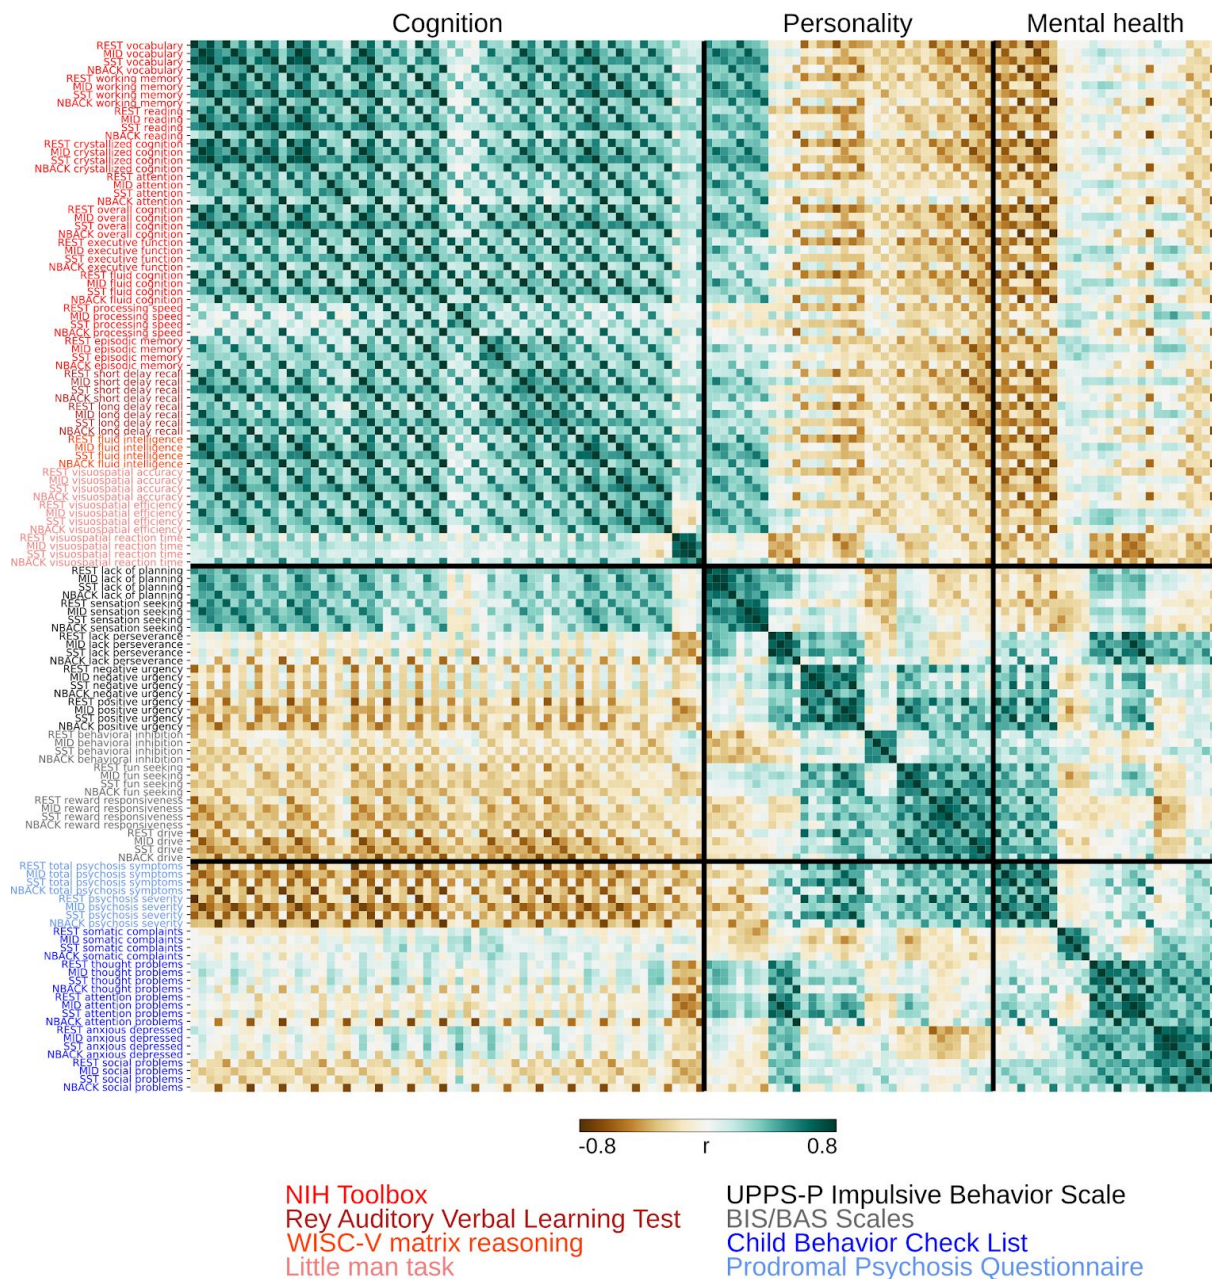 Cognition Personality Mental health
REST vocabulary
MID vocabulary
SST vocabulary
NBACK vocabulary
REST working memory
MID working memory
SST working memory
NBACK working memory
REST reading
MID reading
SST reading
NBACK reading
REST crystallized cognition
MID crystallized cognition
SST crystallized cognition
NBACK crystallized cognition
REST attention
MID attention
SST attention
NBACK attention
REST overall cognition
MID overall cognition
SST overall cognition
NBACK overall cognition
REST executive function
MID executive function
SST executive function
NBACK executive function
REST fluid cognition
MID fluid cognition
SST fluid cognition
NBACK fluid cognition
REST processing speed
MID processing speed
SST processing speed
NBACK processing speed
REST episodic memory
MID episodic memory
SST episodic memory
NBACK episodic memory
REST short delay recall
MID short delay recall
SST short delay recall
NBACK short delay recall
REST long delay recall
MID long delay recall
SST long delay recall
NBACK long delay recall
REST fluid intelligence
MID fluid intelligence
SST fluid intelligence
NBACK fluid intelligence
REST visuospatial accuracy
MID visuospatial accuracy
SST visuospatial accuracy
NBACK visuospatial accuracy
REST visuospatial efficiency
MID visuospatial efficiency
SST visuospatial efficiency
NBACK visuospatial efficiency
REST visuospatial reaction time
MID visuospatial reaction time
SST visuospatial reaction time
NBACK visuospatial reaction time
REST lack of planning
MID lack of planning
SST lack of planning
NBACK lack of planning
REST sensation seeking
MID sensation seeking
SST sensation seeking
NBACK sensation seeking
REST lack perseverance
MID lack perseverance
SST lack perseverance
NBACK lack perseverance
REST negative urgency
MID negative urgency
SST negative urgency
NBACK negative urgency
REST positive urgency
MID positive urgency
SST positive urgency
NBACK positive urgency
REST behavioral inhibition
MID behavioral inhibition
SST behavioral inhibition
NBACK behavioral inhibition
REST fun seeking
MID fun seeking
SST fun seeking
NBACK fun seeking
REST reward responsiveness
MID reward responsiveness
SST reward responsiveness
NBACK reward responsiveness
REST drive
MID drive
SST drive
NBACK drive
REST total psychosis symptoms
MID total psychosis symptoms
SST total psychosis symptoms
NBACK total psychosis symptoms
REST psychosis severity
MID psychosis severity
SST psychosis severity
NBACK psychosis severity
REST somatic complaints
MID somatic complaints
SST somatic complaints
NBACK somatic complaints
REST thought problems
MID thought problems
SST thought problems
NBACK thought problems
REST attention problems
MID attention problems
SST attention problems
NBACK attention problems
REST anxious depressed
MID anxious depressed
SST anxious depressed
NBACK anxious depressed
REST social problems
MID social problems
SST social problems
NBACK social problems
-0.8 r 0.8
NIH Toolbox
Rey Auditory Verbal Learning Test
WISC-V matrix reasoning
Little man task
UPPS-P Impulsive Behavior Scale
BIS/BAS Scales
Child Behavior Check List
Prodromal Psychosis Questionnaire